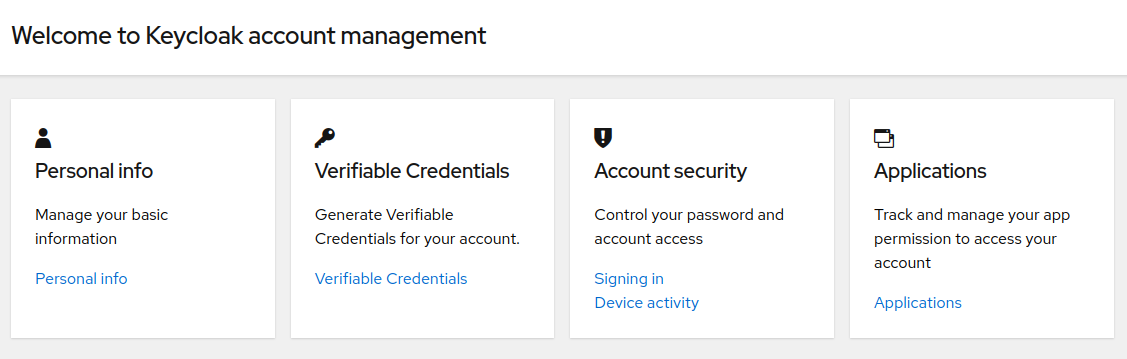 Welcome to Keycloak account management
Personal info
Manage your basic
information
Personal info
Verifiable Credentials
Generate Verifiable
Credentials for your account.
Verifiable Credentials
Account security
Control your password and
account access
Signing in
Device activity
Applications
Track and manage your app
permission to access your
account
Applications